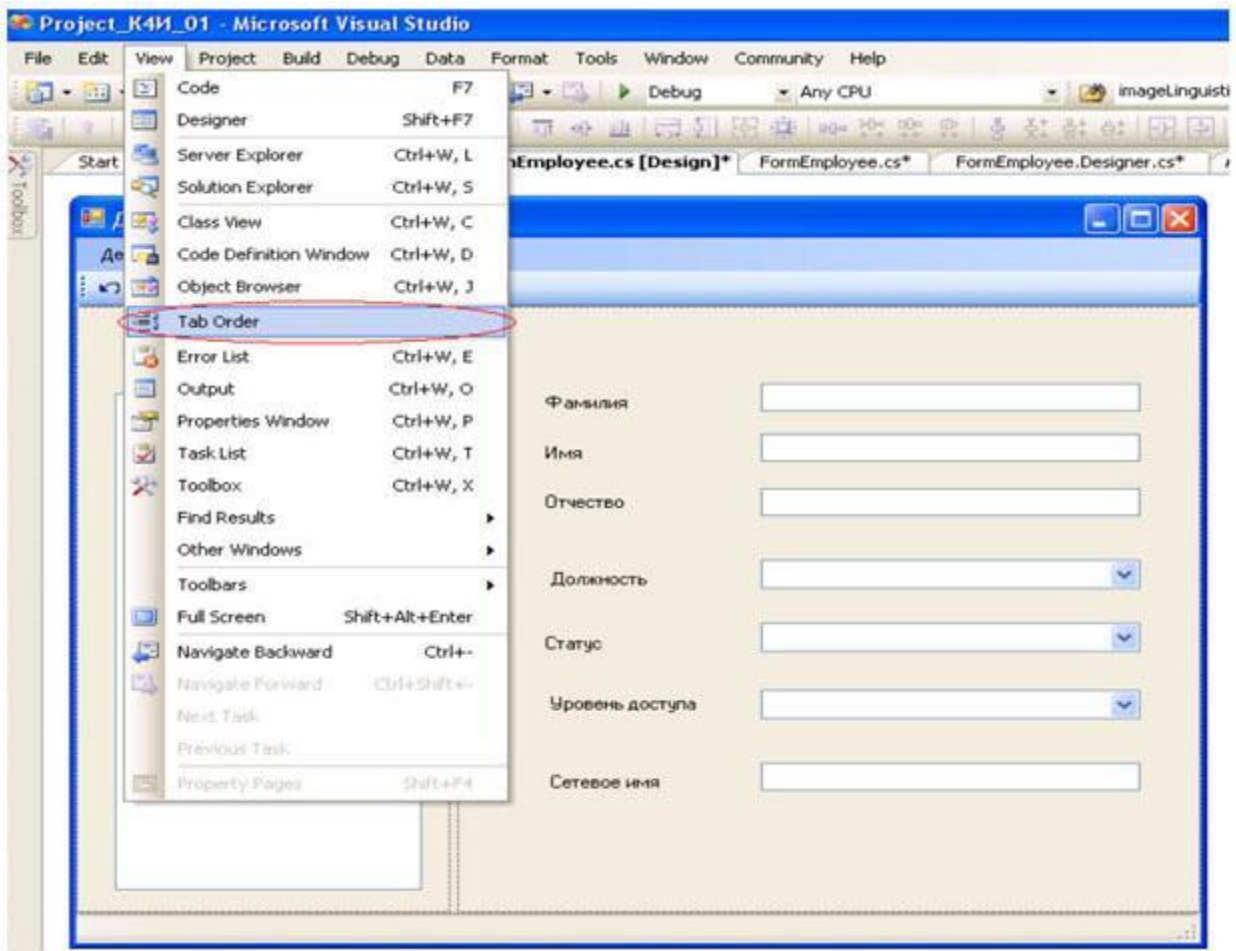 Project_К4И_01 - Microsoft Visual Studio
File Edit View Project Build Debug Data Format Tools Window Community Help
Debug Any CPU imageLinguisti
Start mEmployee.cs [Design]* FormEmployee.cs* FormEmployee.Designer.cs*
Toolbox
Code F7
Designer Shift+F7
Server Explorer Ctrl+W, L
Solution Explorer Ctrl+W, S
Class View Ctrl+W, C
Code Definition Window Ctrl+W, D
Object Browser Ctrl+W, J
Tab Order
Error List Ctrl+W, E
Output Ctrl+W, O
Properties Window Ctrl+W, P
Task List Ctrl+W, T
Toolbox Ctrl+W, X
Find Results
Other Windows
Toolbars
Full Screen Shift+Alt+Enter
Navigate Backward Ctrl+-
Navigate Forward Ctrl+Shift+-
Next Task
Previous Task
Property Pages Shift+F4
Де
Фамилия
Имя
Отчество
Должность
Статус
Уровень доступа
Сетевое имя